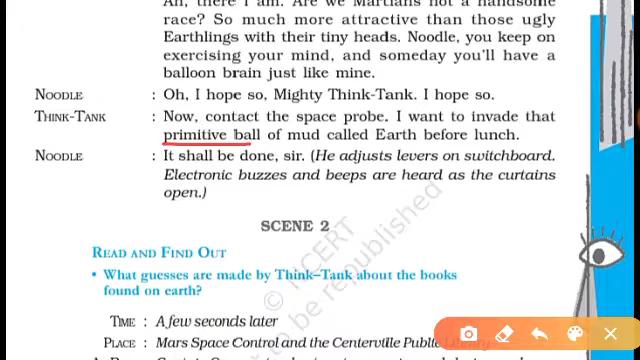 Ah, there I am. Are we Martians not a handsome
race? So much more attractive than those ugly
Earthlings with their tiny heads. Noodle, you keep on
exercising your mind, and someday you'll have a
balloon brain just like mine.
NOODLE : Oh, I hope so, Mighty Think-Tank. I hope so.
THINK-TANK : Now, contact the space probe. I want to invade that
primitive ball of mud called Earth before lunch.
NOODLE : It shall be done, sir. (He adjusts levers on switchboard.
Electronic buzzes and beeps are heard as the curtains
open.)
SCENE 2
READ AND FIND OUT
• What guesses are made by Think–Tank about the books
found on earth?
TIME : A few seconds later
PLACE : Mars Space Control and the Centerville Public Library
© NCERT
to be republished